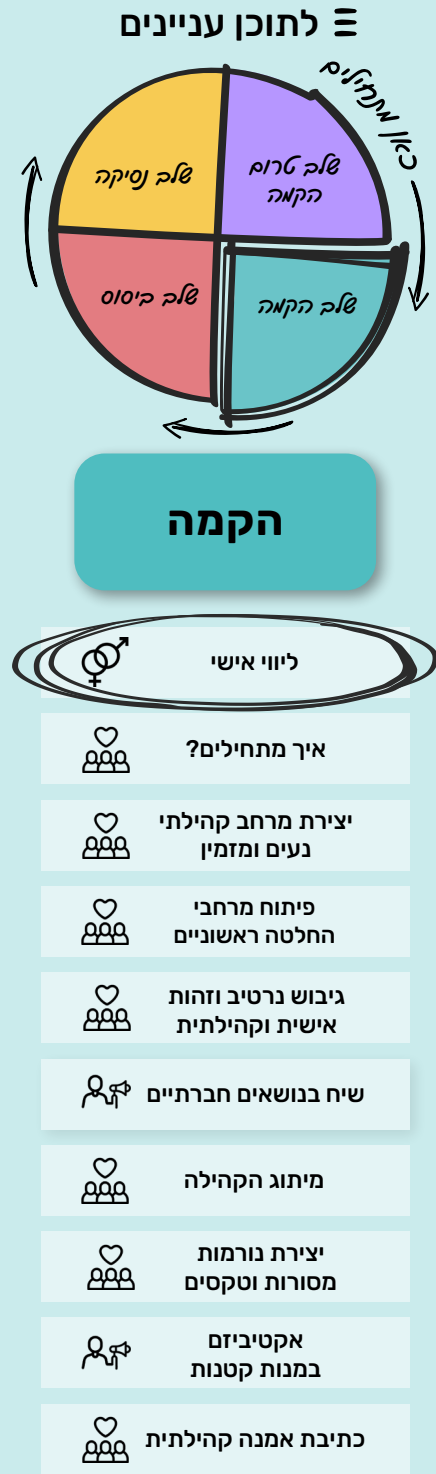 לתוכן עניינים
כאן מתחילים
שלב טרום
הקמה
שלב נסיקה
שלב ביסוס
שלב הקמה
הקמה
ליווי אישי
איך מתחילים?
יצירת מרחב קהילתי
נעים ומזמין
פיתוח מרחבי
החלטה ראשוניים
גיבוש נרטיב וזהות
אישית וקהילתית
שיח בנושאים חברתיים
מיתוג הקהילה
יצירת נורמות
מסורות וטקסים
אקטיביזם
במנות קטנות
כתיבת אמנה קהילתית